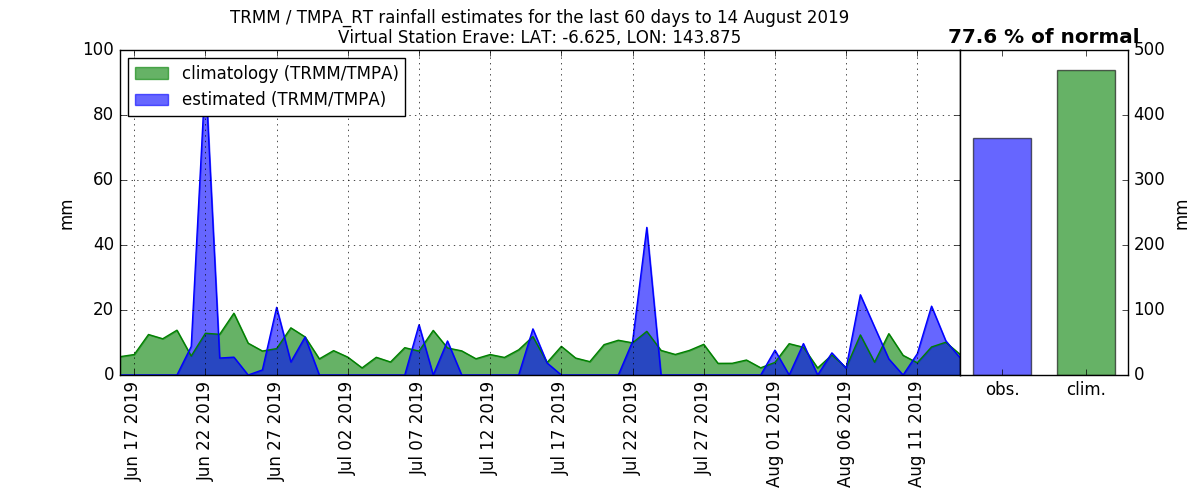 TRMM / TMPA_RT rainfall estimates for the last 60 days to 14 August 2019
Virtual Station Erave: LAT: -6.625, LON: 143.875
77.6 % of normal
climatology (TRMM/TMPA)
estimated (TRMM/TMPA)
100
80
60
40
20
0
mm
Jun 17 2019
Jun 22 2019
Jun 27 2019
Jul 02 2019
Jul 07 2019
Jul 12 2019
Jul 17 2019
Jul 22 2019
Jul 27 2019
Aug 01 2019
Aug 06 2019
Aug 11 2019
obs.
clim.
500
400
300
200
100
0
mm